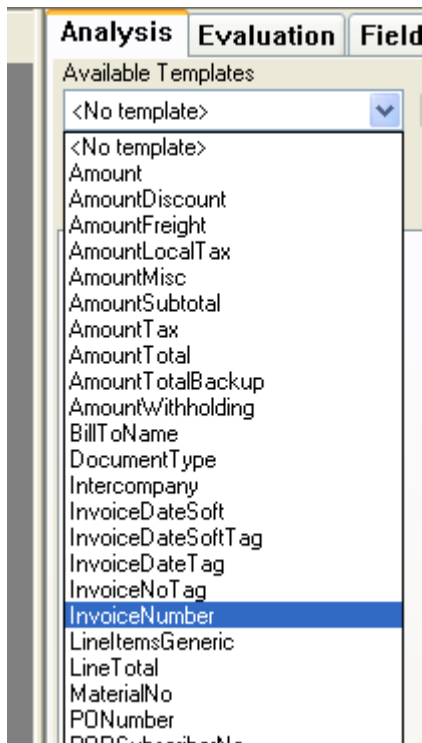 Analysis Evaluation Field
Available Templates
<No template>
<No template>
Amount
AmountDiscount
AmountFreight
AmountLocalTax
AmountMisc
AmountSubtotal
AmountTax
AmountTotal
AmountTotalBackup
AmountWithholding
BillToName
DocumentType
Intercompany
InvoiceDateSoft
InvoiceDateSoftTag
InvoiceDateTag
InvoiceNoTag
InvoiceNumber
LineItemsGeneric
LineTotal
MaterialNo
PONumber